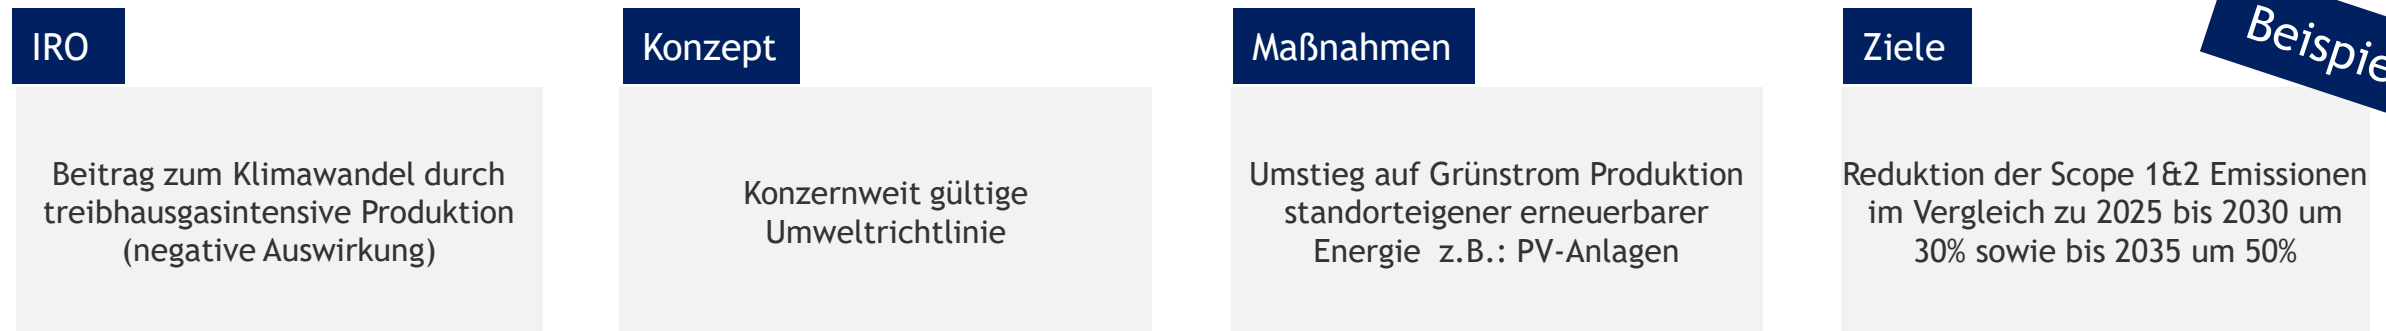 IRO
Beitrag zum Klimawandel durch
treibhausgasintensive Produktion
(negative Auswirkung)
Konzept
Konzernweit gültige
Umweltrichtlinie
Maßnahmen
Umstieg auf Grünstrom Produktion
standorteigener erneuerbarer
Energie  z.B.: PV-Anlagen
Ziele
Reduktion der Scope 1&2 Emissionen
im Vergleich zu 2025 bis 2030 um
30% sowie bis 2035 um 50%
Beispie